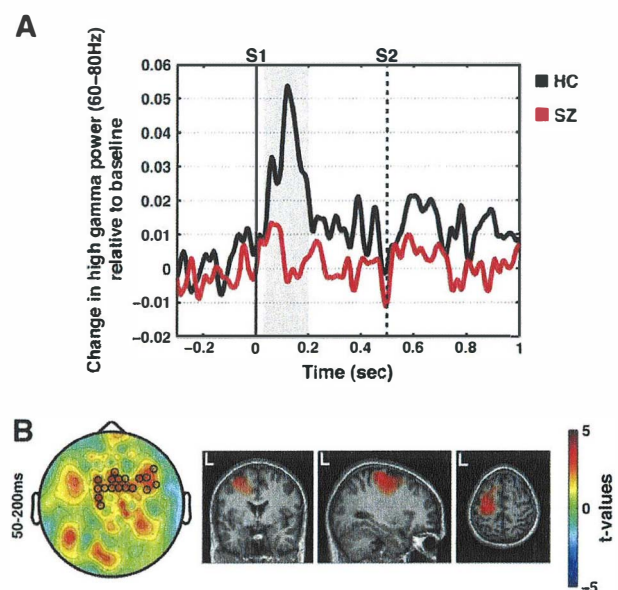 A
S1 S2
Change in high gamma power (60–80Hz)
relative to baseline
0.06
0.05
0.04
0.03
0.02
0.01
0
−0.01
−0.02
−0.2 0 0.2 0.4 0.6 0.8 1
Time (sec)
HC
SZ
B
50-200ms
L L L
5
0
−5
t-values